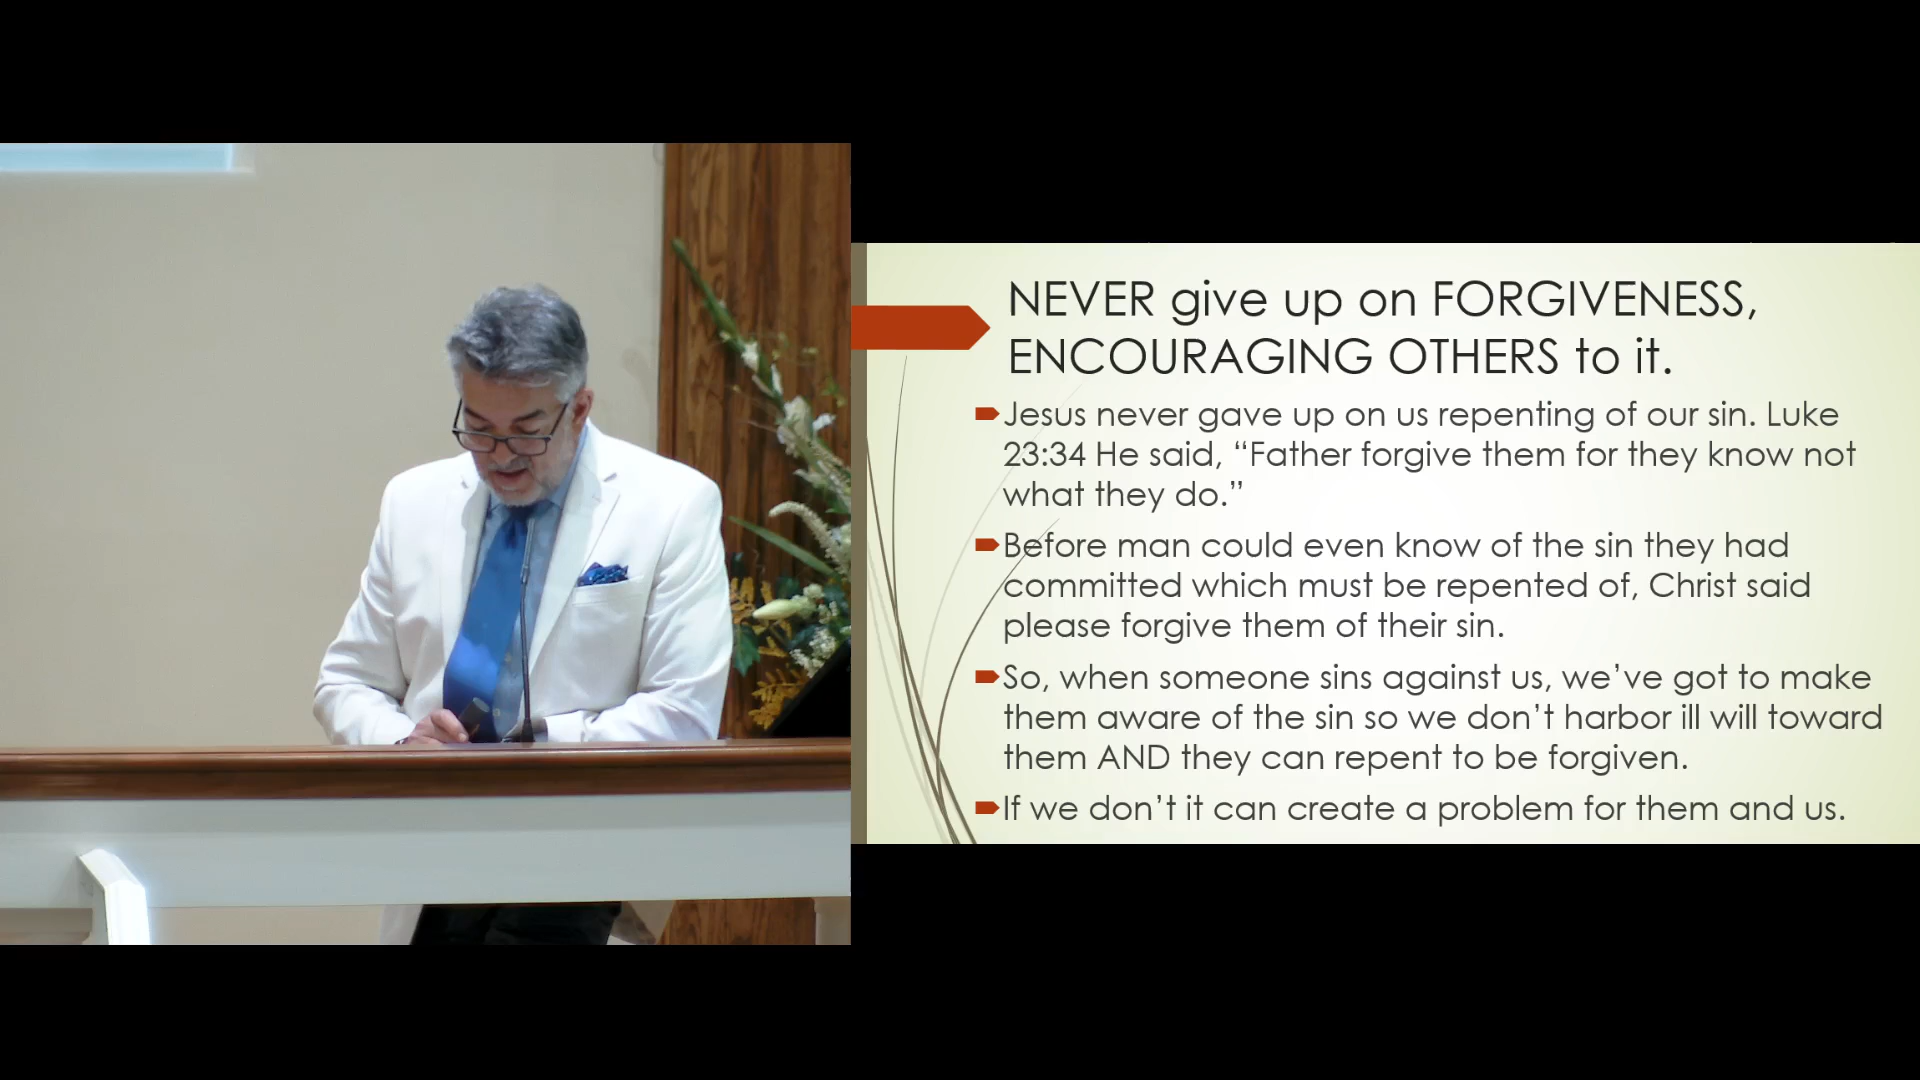 NEVER give up on FORGIVENESS,
ENCOURAGING OTHERS to it.
Jesus never gave up on us repenting of our sin. Luke
23:34 He said, “Father forgive them for they know not
what they do.”
Before man could even know of the sin they had
committed which must be repented of, Christ said
please forgive them of their sin.
So, when someone sins against us, we’ve got to make
them aware of the sin so we don’t harbor ill will toward
them AND they can repent to be forgiven.
If we don’t it can create a problem for them and us.